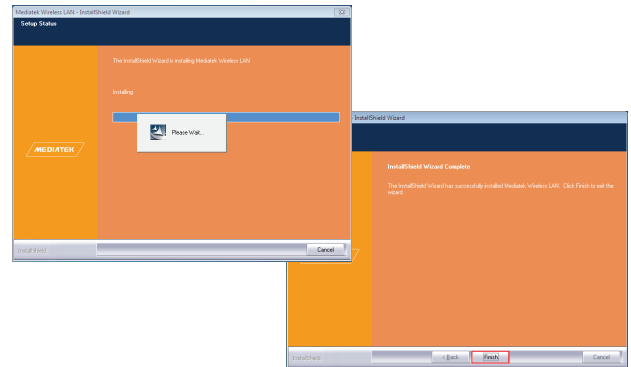 Mediatek Wireless LAN - InstallShield Wizard
Setup Status
The InstallShield Wizard is installing Mediatek Wireless LAN
Installing
Please Wait...
MEDIATEK
InstallShield
Cancel
- InstallShield Wizard
InstallShield Wizard Complete
The InstallShield Wizard has successfully installed Mediatek Wireless LAN. Click Finish to exit the
wizard.
InstallShield
< Back
Finish
Cancel